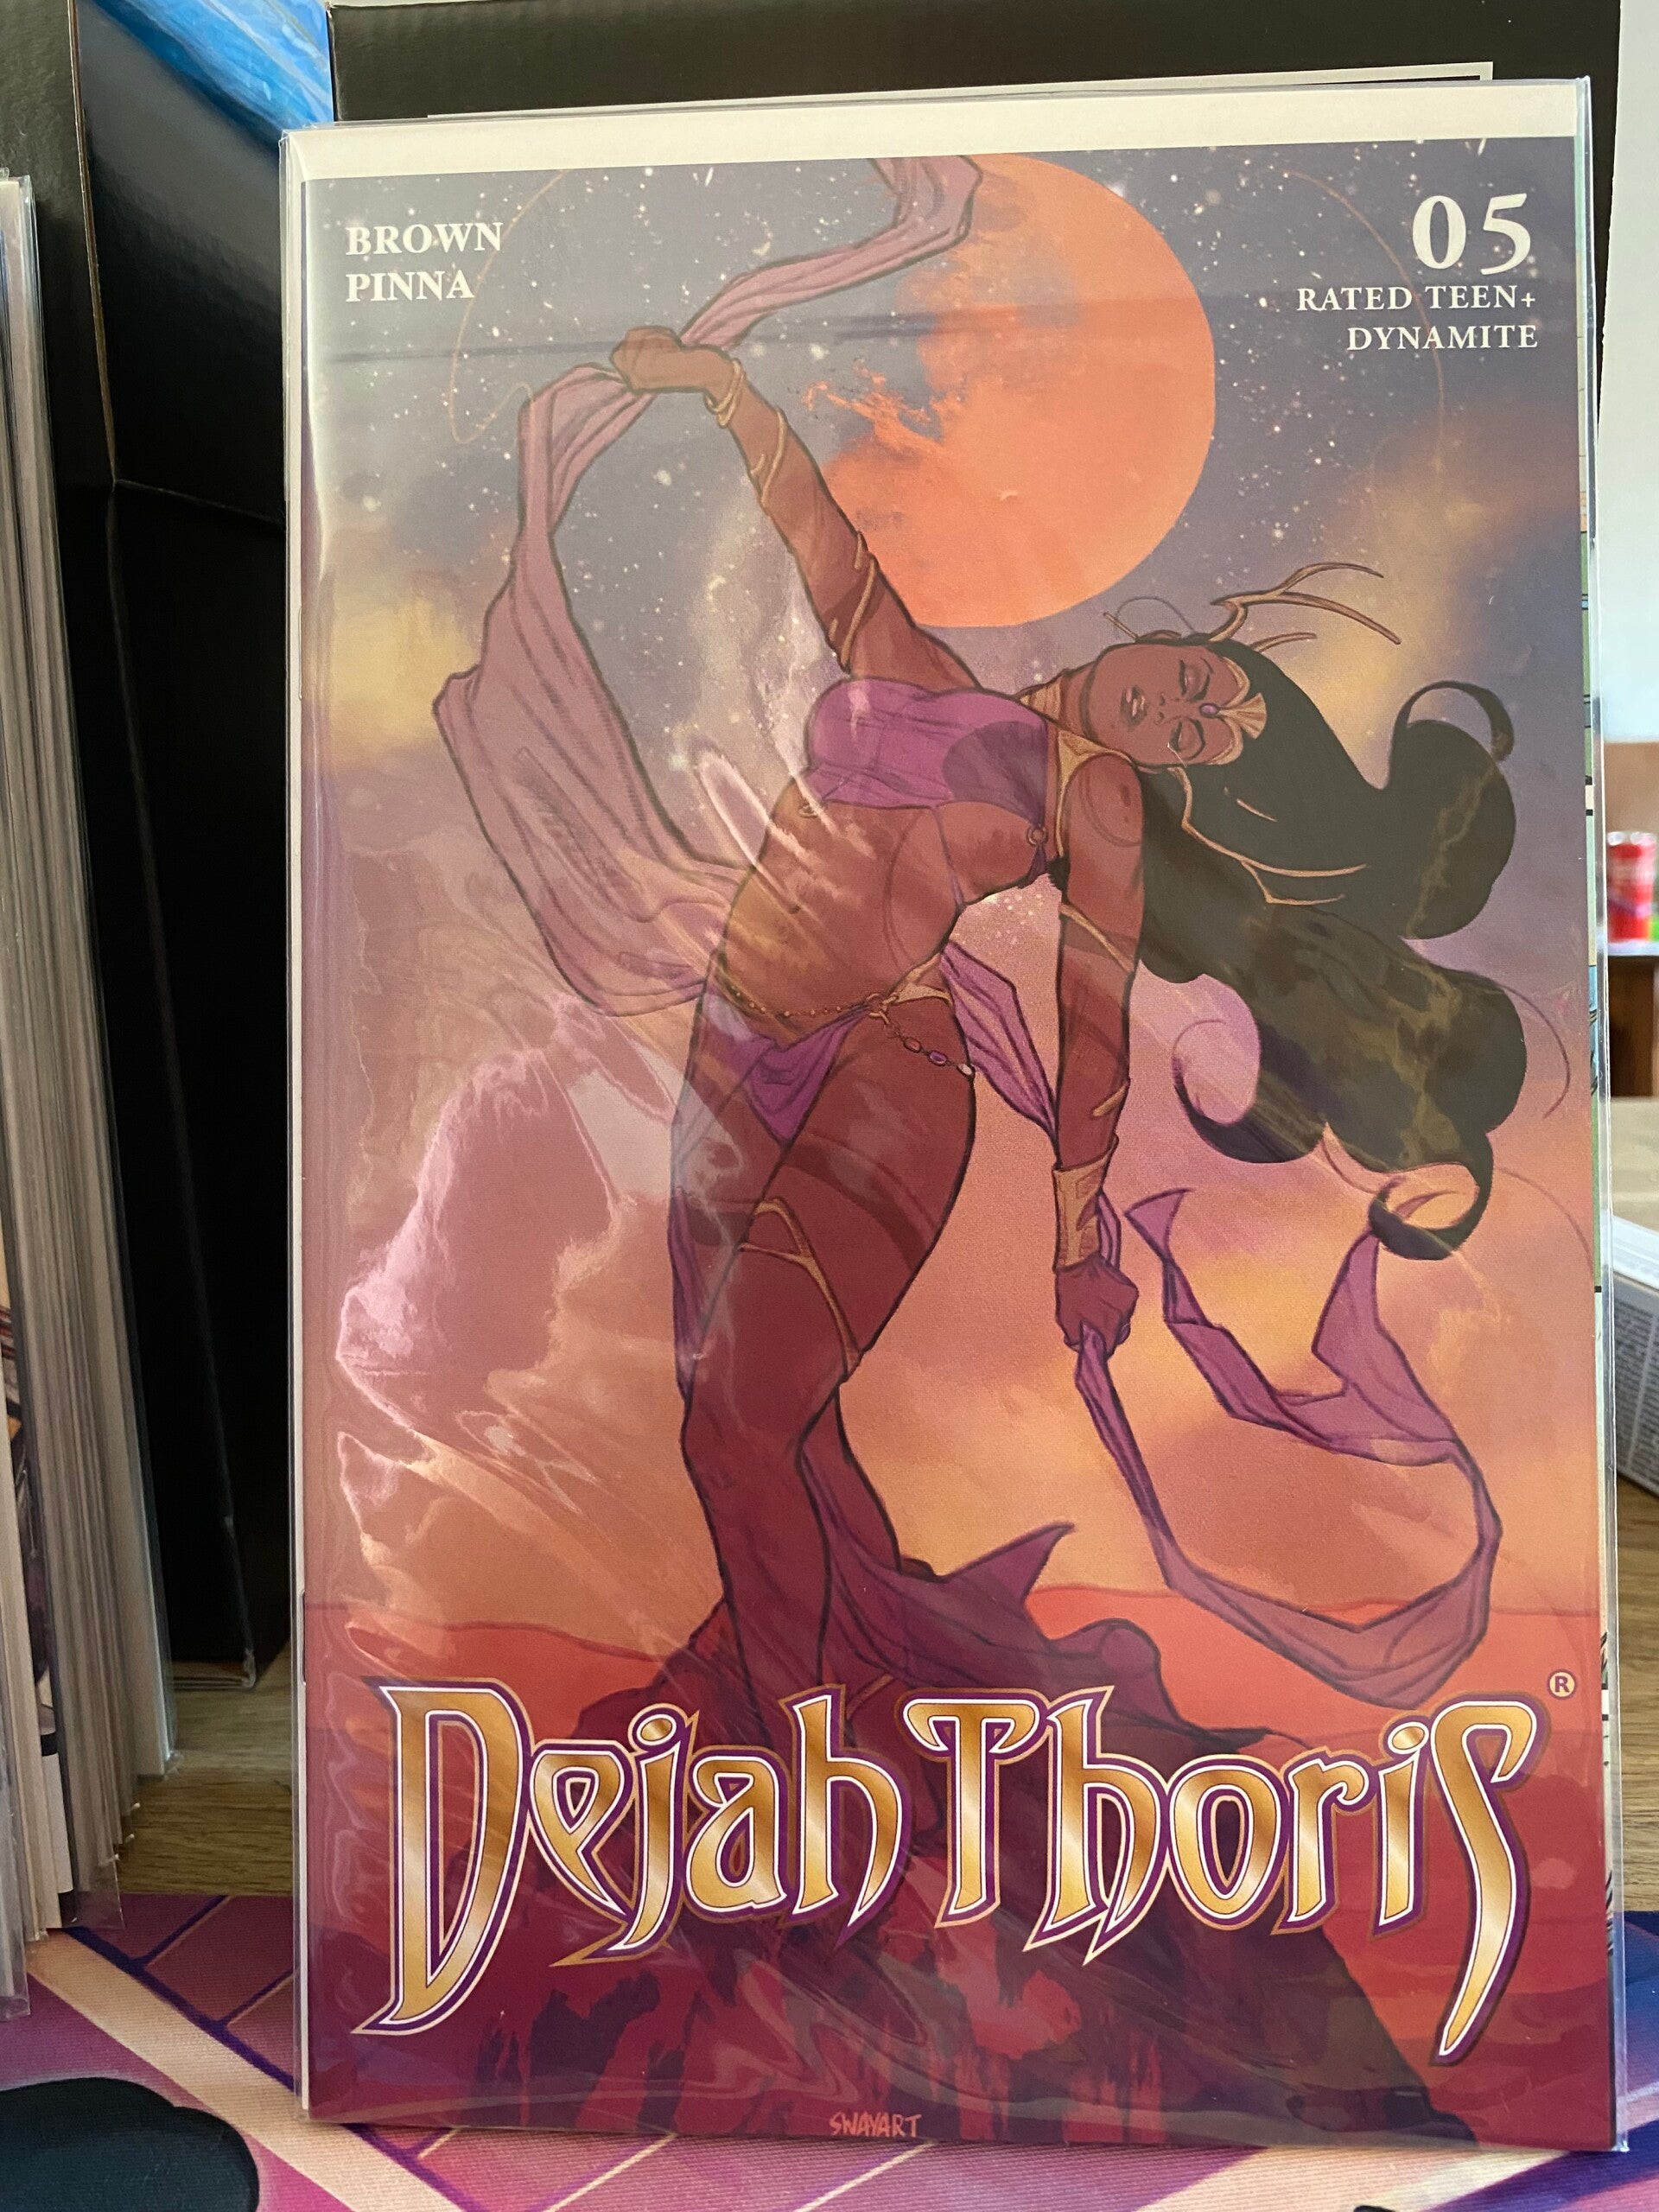 BROWN
PINNA
05
RATED TEEN+
DYNAMITE
Dejah Thoris®
SWAYART